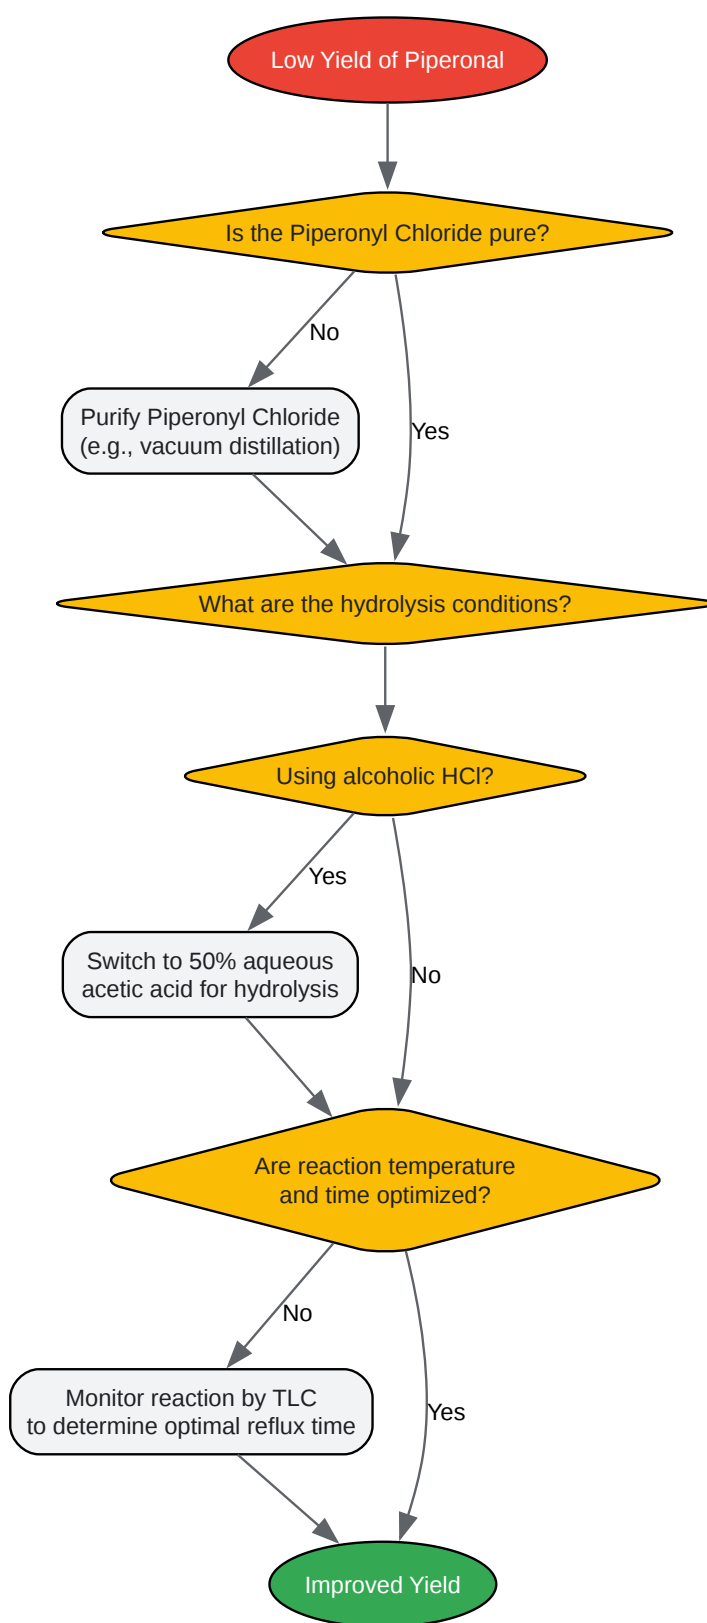 Low Yield of Piperonal
Is the Piperonyl Chloride pure?
No
Purify Piperonyl Chloride
(e.g., vacuum distillation)
Yes
What are the hydrolysis conditions?
Using alcoholic HCl?
Yes
Switch to 50% aqueous
acetic acid for hydrolysis
No
Are reaction temperature
and time optimized?
No
Monitor reaction by TLC
to determine optimal reflux time
Yes
Improved Yield